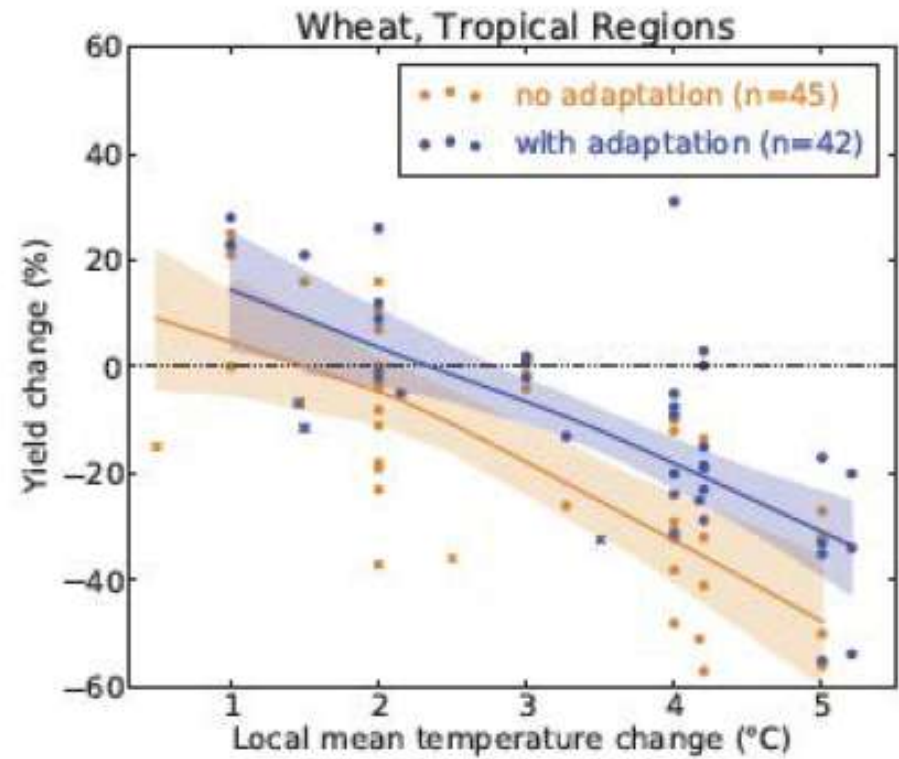 Wheat, Tropical Regions
no adaptation (n=45)
with adaptation (n=42)
Yield change (%)
60
40
20
0
−20
−40
−60
1 2 3 4 5
Local mean temperature change (°C)